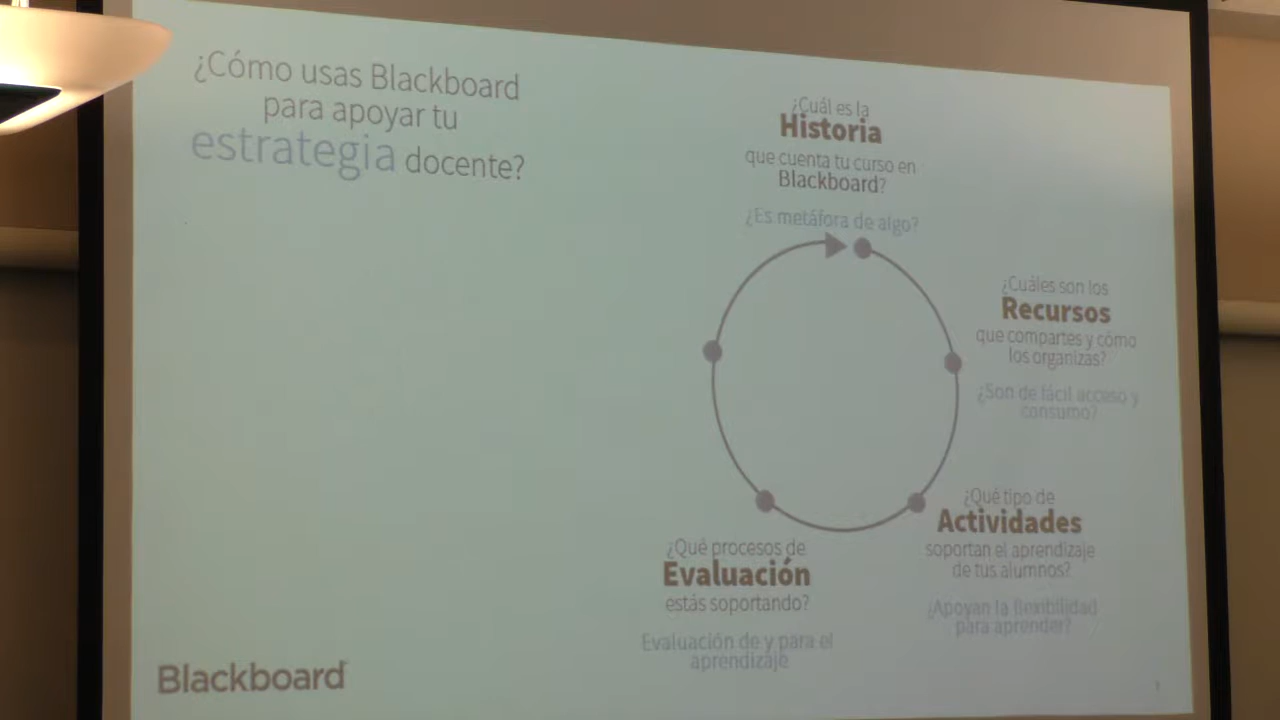 ¿Cómo usas Blackboard
para apoyar tu
estrategia docente?
¿Cuál es la
Historia
que cuenta tu curso en
Blackboard?
¿Es metáfora de algo?
¿Cuáles son los
Recursos
que compartes y cómo
los organizas?
¿Son de fácil acceso y
consumo?
¿Qué tipo de
Actividades
soportan el aprendizaje
de tus alumnos?
¿Apoyan la flexibilidad
para aprender?
¿Qué procesos de
Evaluación
estás soportando?
Evaluación de y para el
aprendizaje
Blackboard